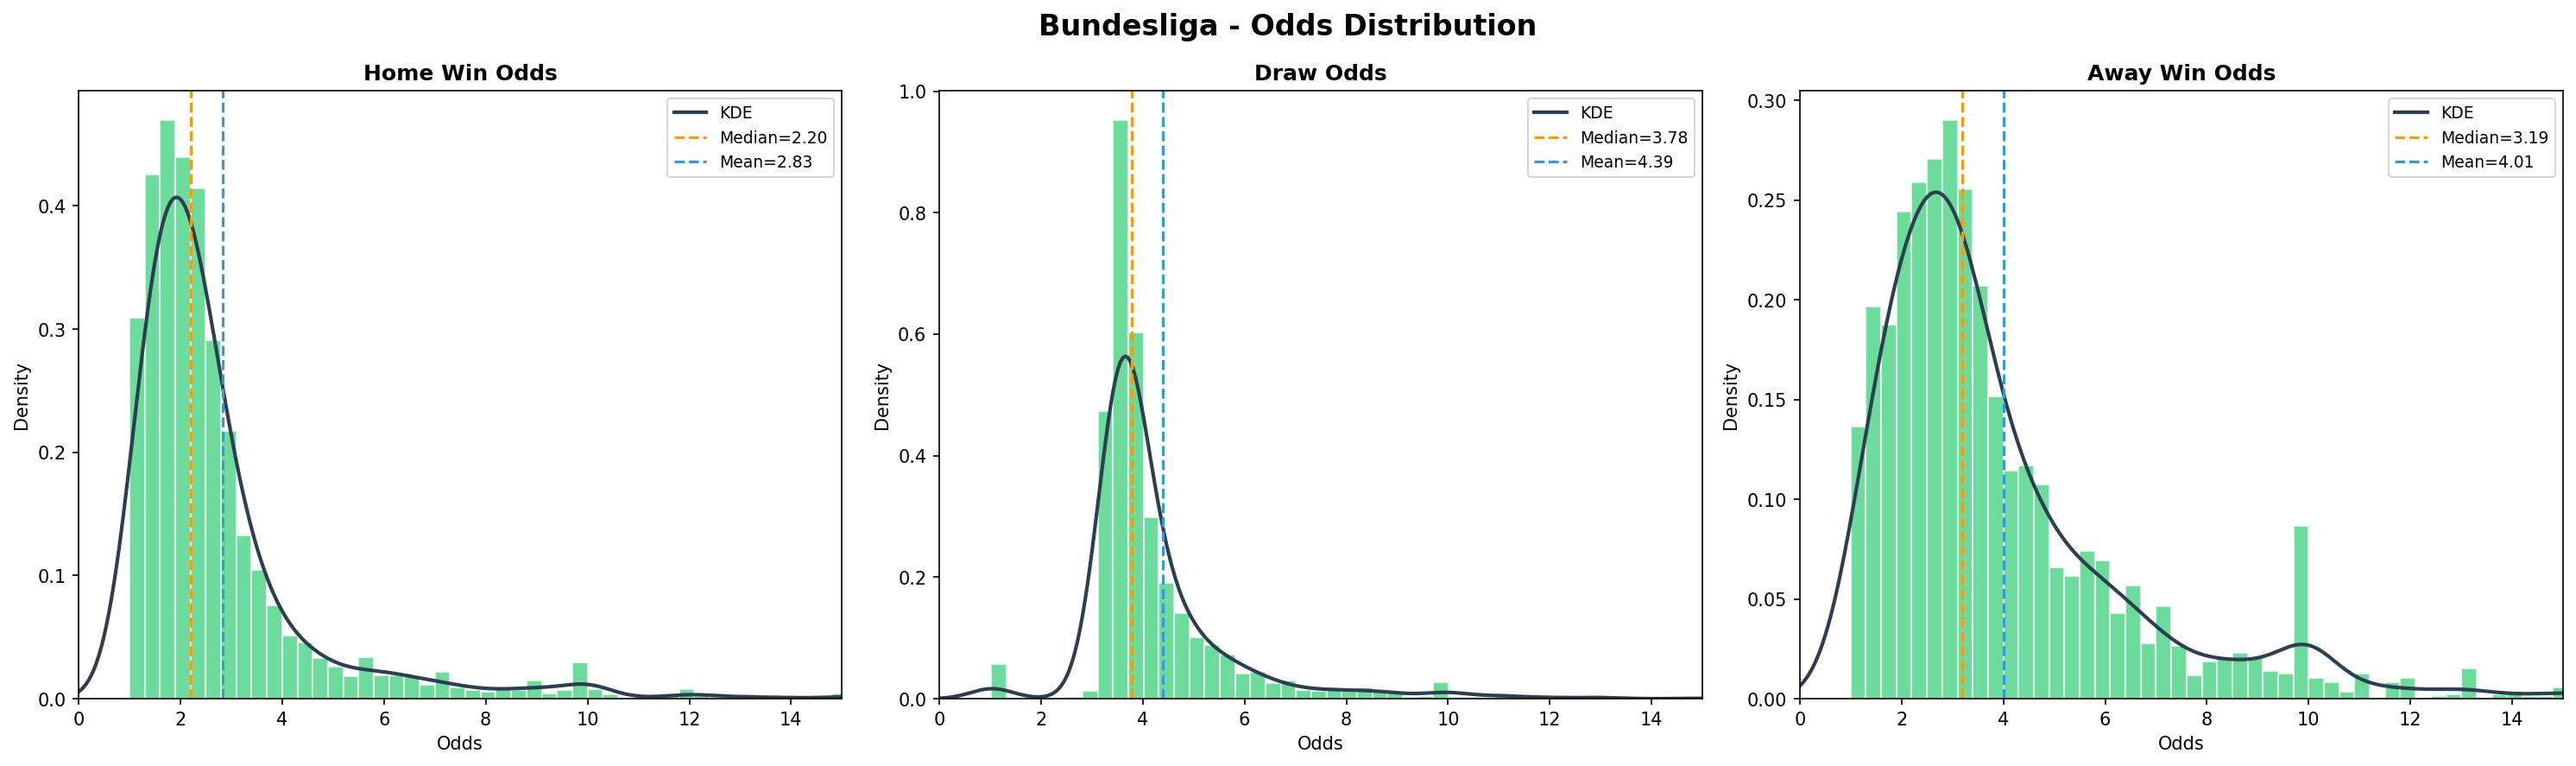 Bundesliga - Odds Distribution
Home Win Odds
KDE
Median=2.20
Mean=2.83
Density
0.4
0.3
0.2
0.1
0.0
0 2 4 6 8 10 12 14
Odds
Draw Odds
KDE
Median=3.78
Mean=4.39
Density
1.0
0.8
0.6
0.4
0.2
0.0
0 2 4 6 8 10 12 14
Odds
Away Win Odds
KDE
Median=3.19
Mean=4.01
Density
0.30
0.25
0.20
0.15
0.10
0.05
0.00
0 2 4 6 8 10 12 14
Odds